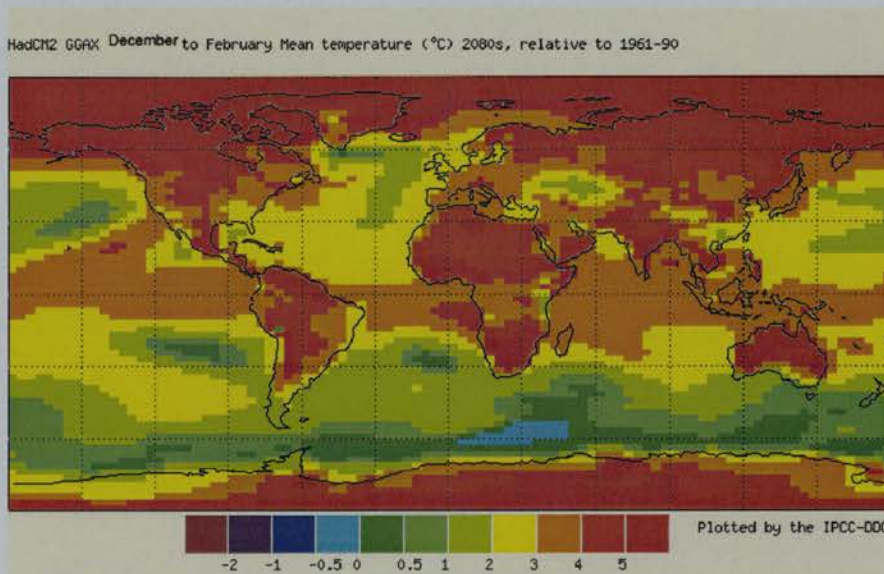 HadCM2 GGAX December to February Mean temperature (°C) 2080s, relative to 1961-90
-2 -1 -0.5 0 0.5 1 2 3 4 5
Plotted by the IPCC-DDC